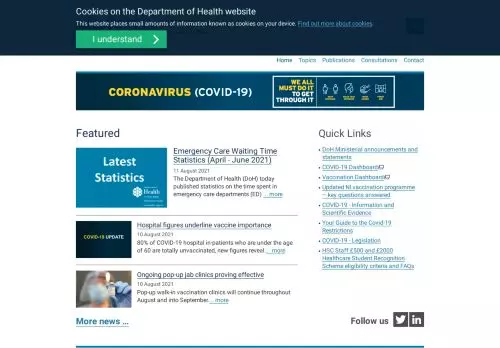 Cookies on the Department of Health website
This website places small amounts of information known as cookies on your device. Find out more about cookies.
I understand
Home Topics Publications Consultations Contact
CORONAVIRUS (COVID-19)
WE ALL
MUST DO IT
TO GET
THROUGH IT
Featured
Latest
Statistics
Health
Emergency Care Waiting Time
Statistics (April - June 2021)
11 August 2021
The Department of Health (DoH) today
published statistics on the time spent in
emergency care departments (ED) ... more
COVID-19 UPDATE
Hospital figures underline vaccine importance
10 August 2021
80% of COVID-19 hospital in-patients who are under the age
of 60 are totally unvaccinated, new figures reveal ... more
Ongoing pop-up jab clinics proving effective
10 August 2021
Pop-up walk-in vaccination clinics will continue throughout
August and into September. ... more
More news ...
Quick Links
DoH Ministerial announcements and
statements
COVID-19 Dashboard
Vaccination Dashboard
Updated NI vaccination programme
– key questions answered
COVID-19 - Information and
Scientific Evidence
Your Guide to the Covid-19
Restrictions
COVID-19 - Legislation
HSC Staff £500 and £2000
Healthcare Student Recognition
Scheme eligibility criteria and FAQs
Follow us